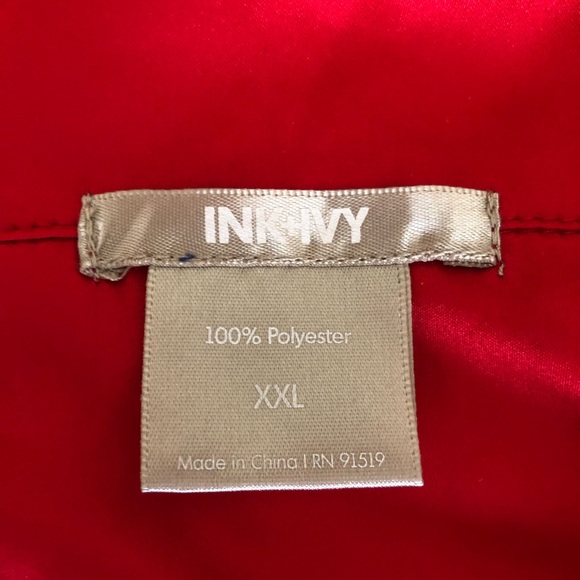 INK+IVY
100% Polyester
XXL
Made in China | RN 91519